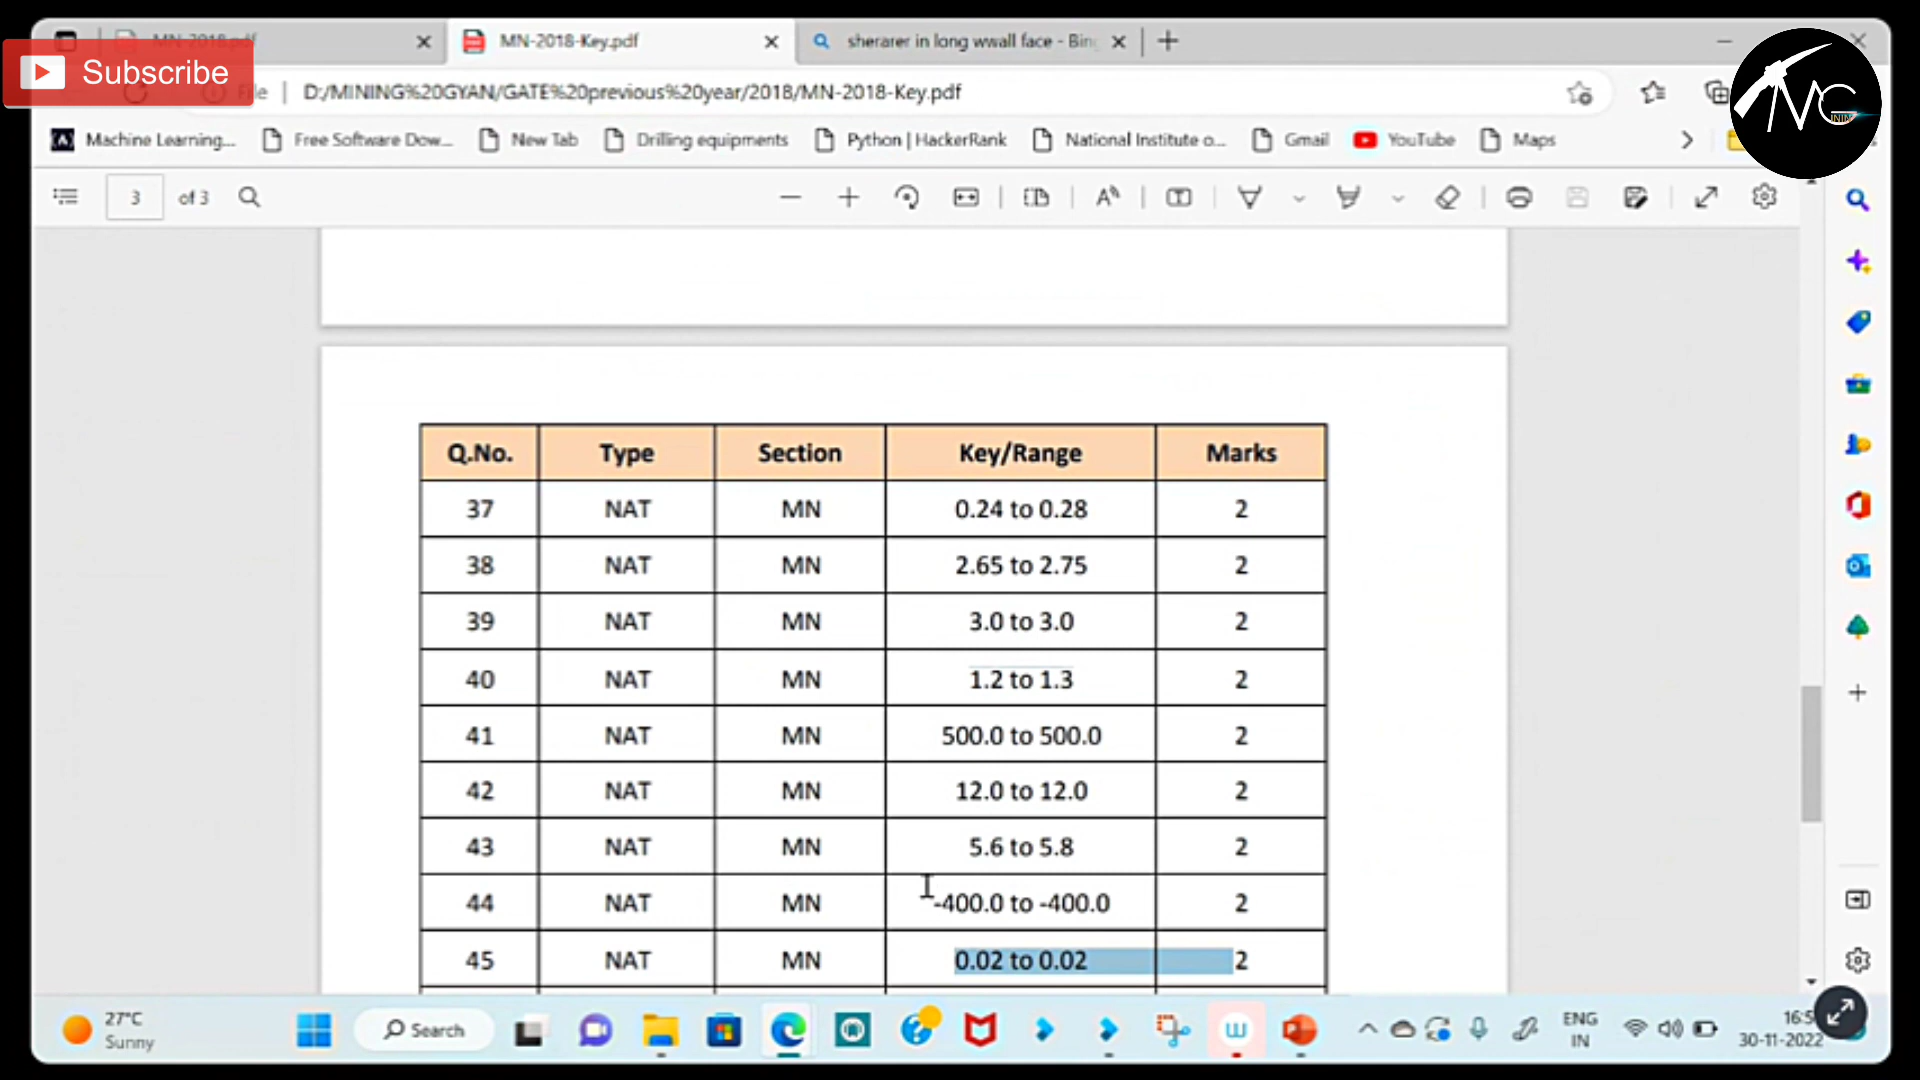 MN-2018.pdf
MN-2018-Key.pdf
sherarer in long wwall face - Bing
Subscribe
File
D:/MINING%20GYAN/GATE%20previous%20year/2018/MN-2018-Key.pdf
Machine Learning...
Free Software Dow...
New Tab
Drilling equipments
Python | HackerRank
National Institute o...
Gmail
YouTube
Maps
3 of 3
Q.No. Type Section Key/Range Marks
37 NAT MN 0.24 to 0.28 2
38 NAT MN 2.65 to 2.75 2
39 NAT MN 3.0 to 3.0 2
40 NAT MN 1.2 to 1.3 2
41 NAT MN 500.0 to 500.0 2
42 NAT MN 12.0 to 12.0 2
43 NAT MN 5.6 to 5.8 2
44 NAT MN -400.0 to -400.0 2
45 NAT MN 0.02 to 0.02 2
27°C
Sunny
Search
ENG
IN
16:5
30-11-2022